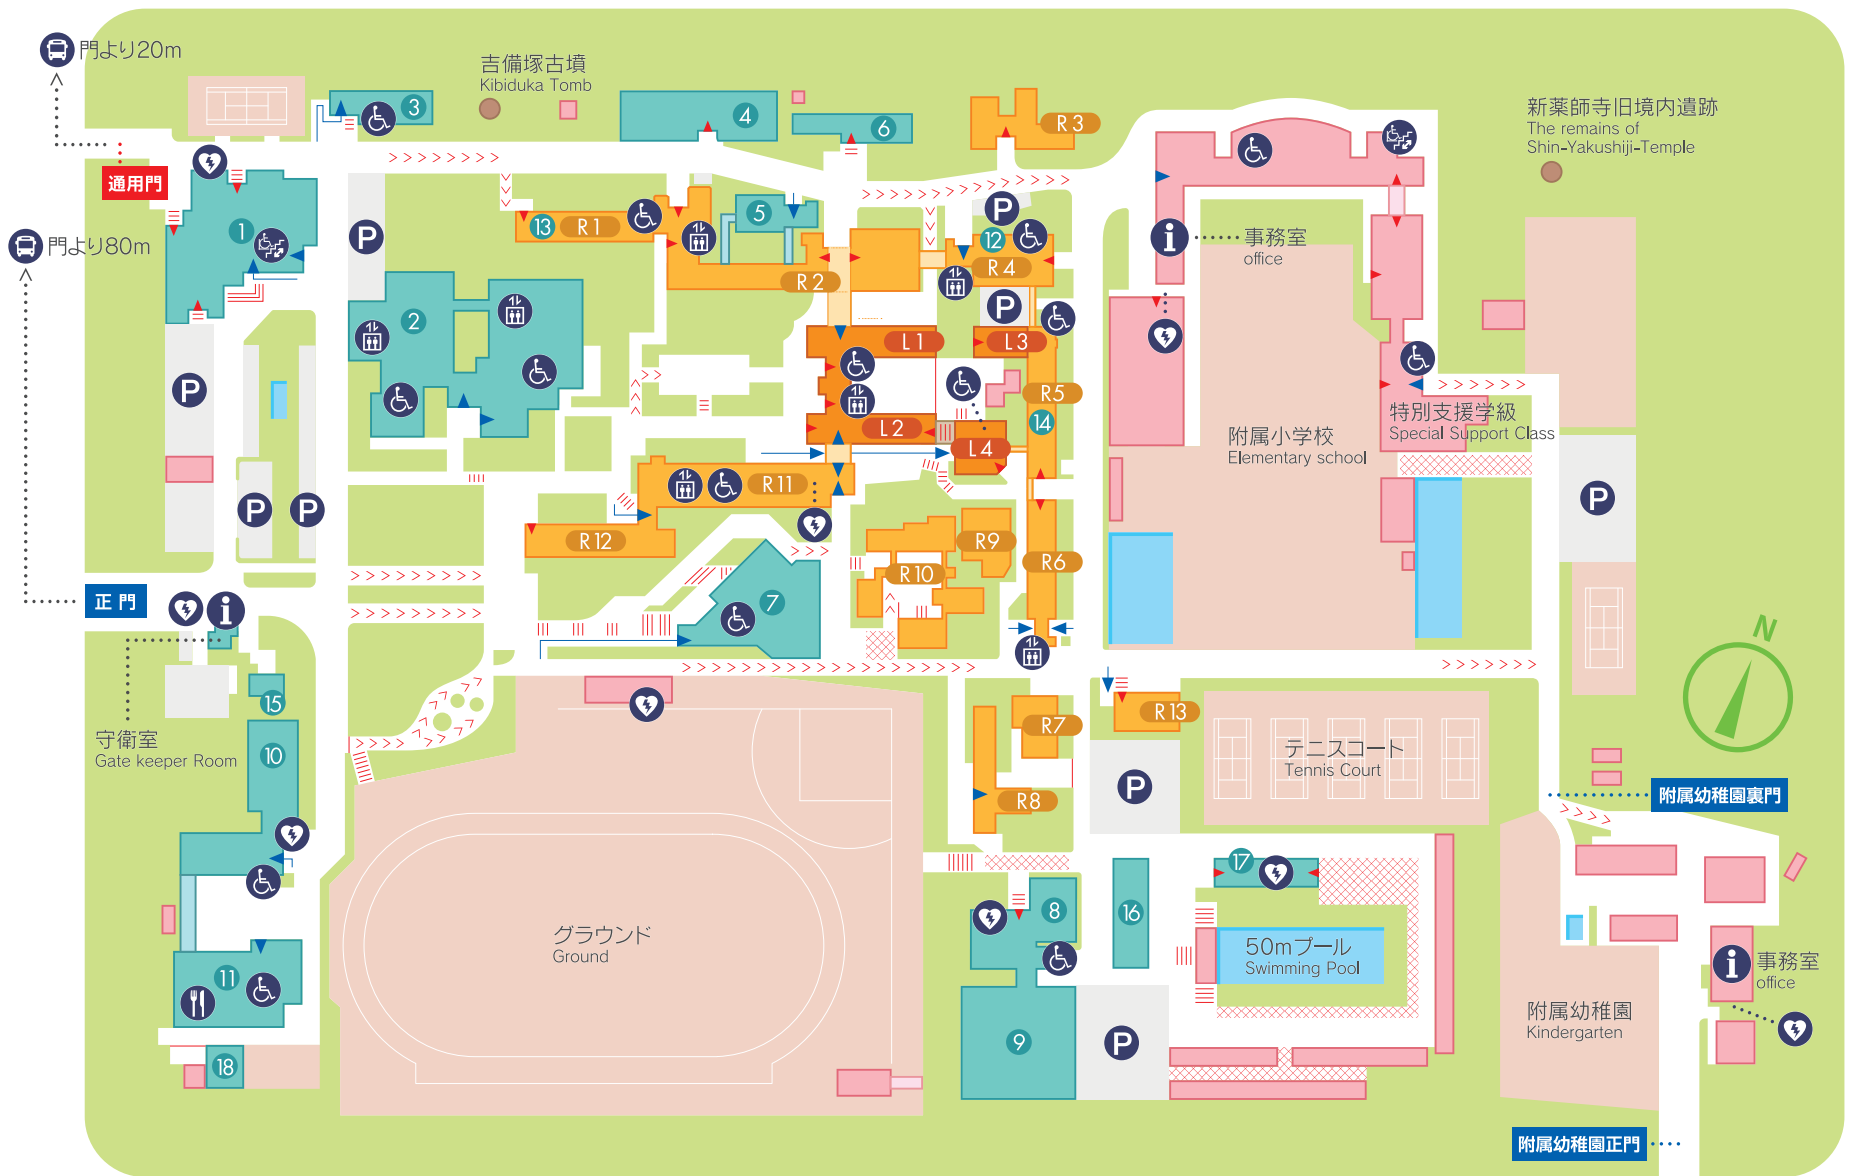 門より20m
吉備塚古墳
Kibiduka Tomb
3
4
6
R3
新薬師寺旧境内遺跡
The remains of
Shin-Yakushiji-Temple
通用門
1
P
13
R1
5
P
12
R4
事務室
office
門より80m
R2
P
2
L1
L3
P
R5
14
L2
L4
特別支援学級
Special Support Class
附属小学校
Elementary school
R11
P
P
P
R12
R9
R10
R6
7
正門
15
守衛室
Gate keeper Room
10
R7
R13
テニスコート
Tennis Court
N
R8
P
附属幼稚園裏門
17
8
16
グラウンド
Ground
50mプール
Swimming Pool
11
事務室
office
附属幼稚園
Kindergarten
9
P
18
附属幼稚園正門